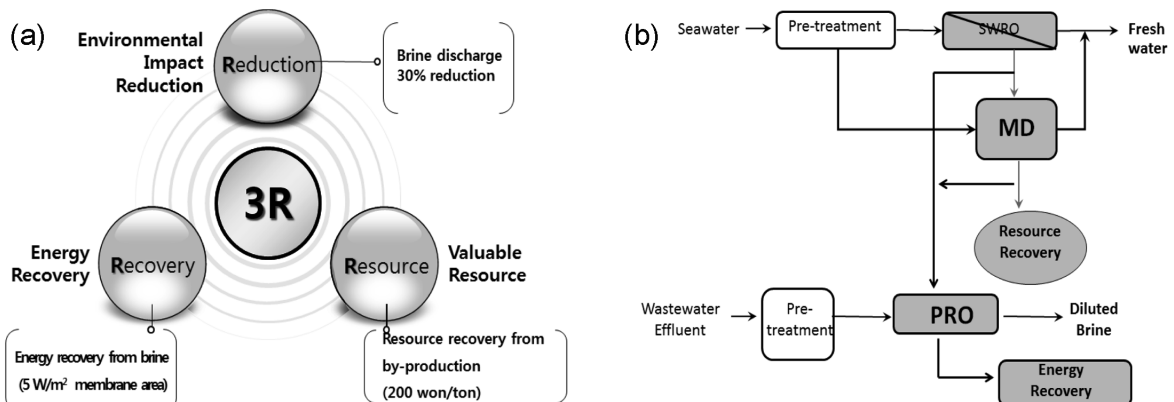 (a)
Environmental
Impact
Reduction
Reduction
Brine discharge
30% reduction
3R
Energy
Recovery
Recovery
Resource
Valuable
Resource
Energy recovery from brine
(5 W/m² membrane area)
Resource recovery from
by-production
(200 won/ton)
(b)
Seawater
Pre-treatment
SWRO
Fresh
water
MD
Resource
Recovery
Wastewater
Effluent
Pre-
treatment
PRO
Diluted
Brine
Energy
Recovery